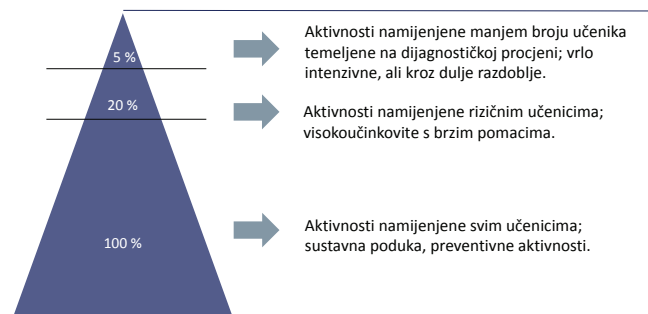 5 %
Aktivnosti namijenjene manjem broju učenika
temeljene na dijagnostičkoj procjeni; vrlo
intenzivne, ali kroz dulje razdoblje.
20 %
Aktivnosti namijenjene rizičnim učenicima;
visokoučinkovite s brzim pomacima.
100 %
Aktivnosti namijenjene svim učenicima;
sustavna poduka, preventivne aktivnosti.